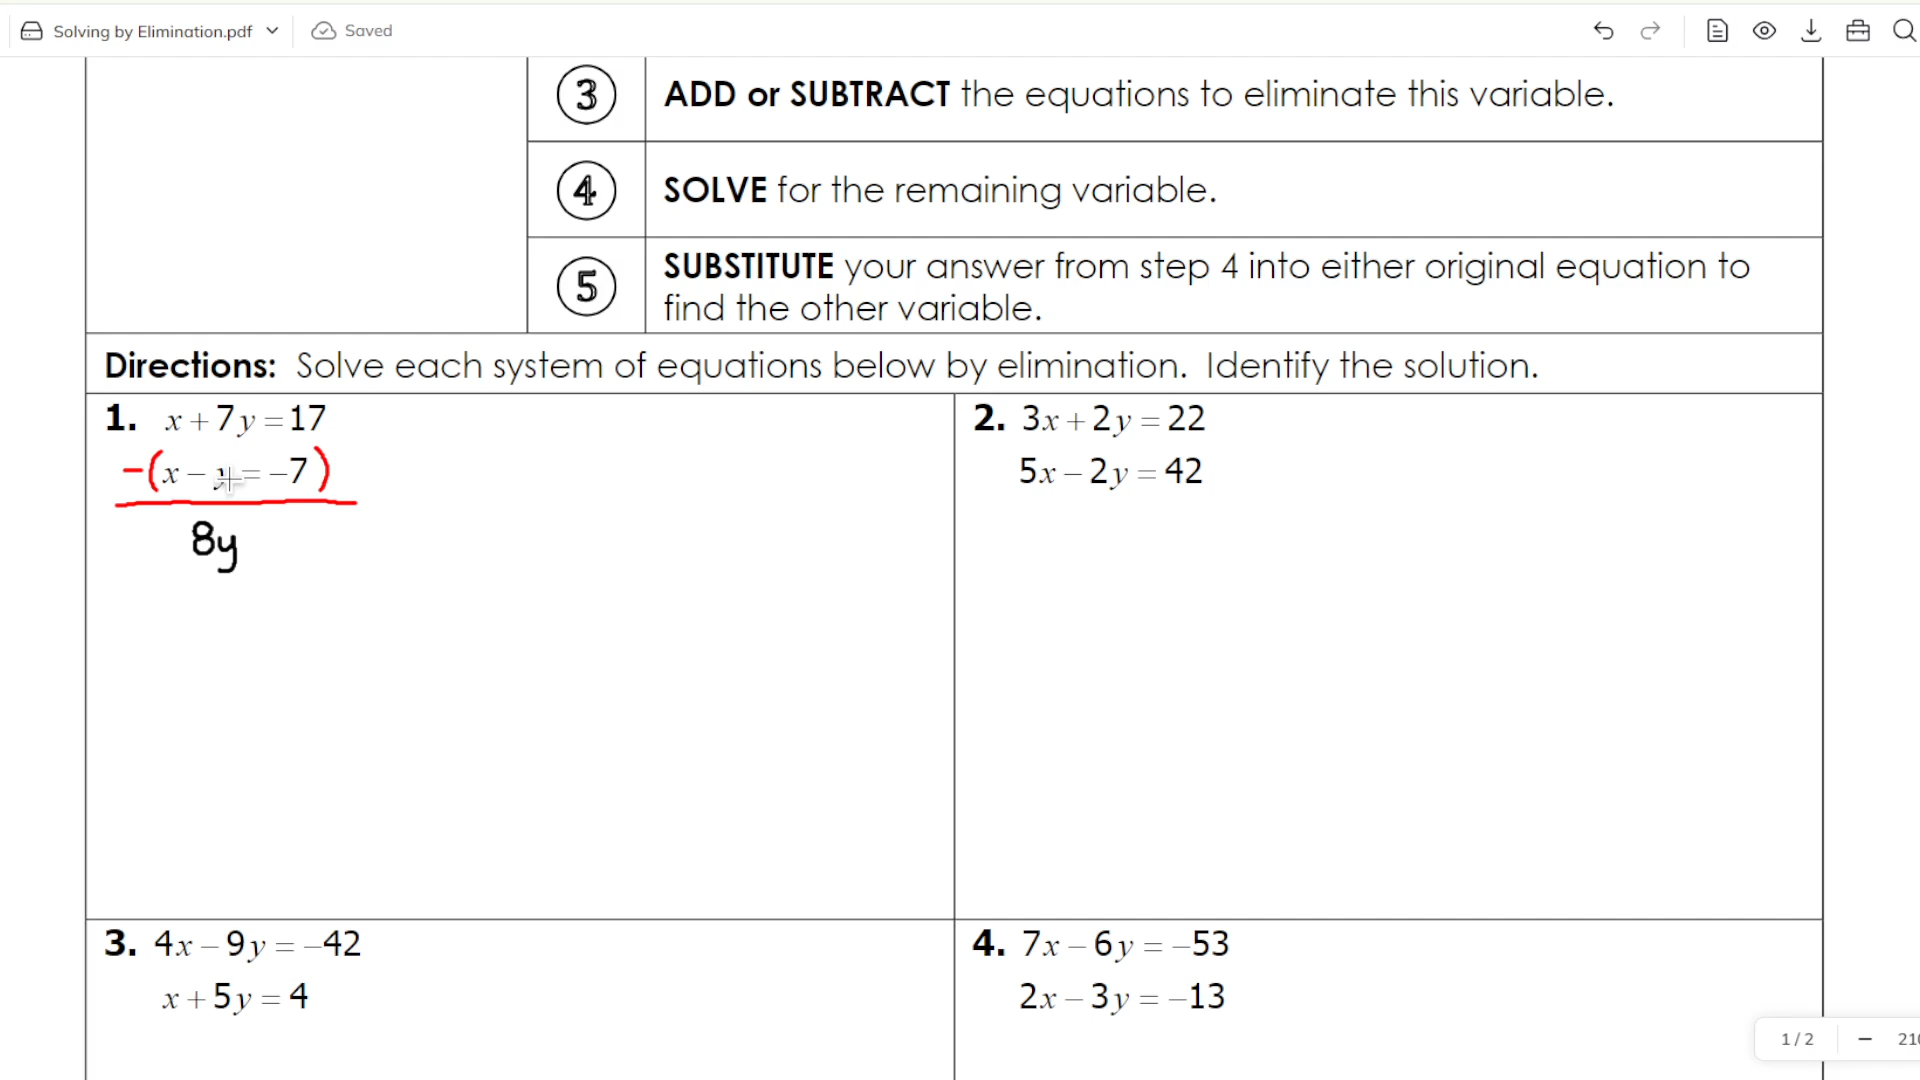 Solving by Elimination.pdf Saved
3 ADD or SUBTRACT the equations to eliminate this variable.
4 SOLVE for the remaining variable.
5 SUBSTITUTE your answer from step 4 into either original equation to
find the other variable.
Directions: Solve each system of equations below by elimination. Identify the solution.
1. x + 7y = 17
-(x − y = −7)
8y
2. 3x + 2y = 22
5x − 2y = 42
3. 4x − 9y = −42
x + 5y = 4
4. 7x − 6y = −53
2x − 3y = −13
1 / 2